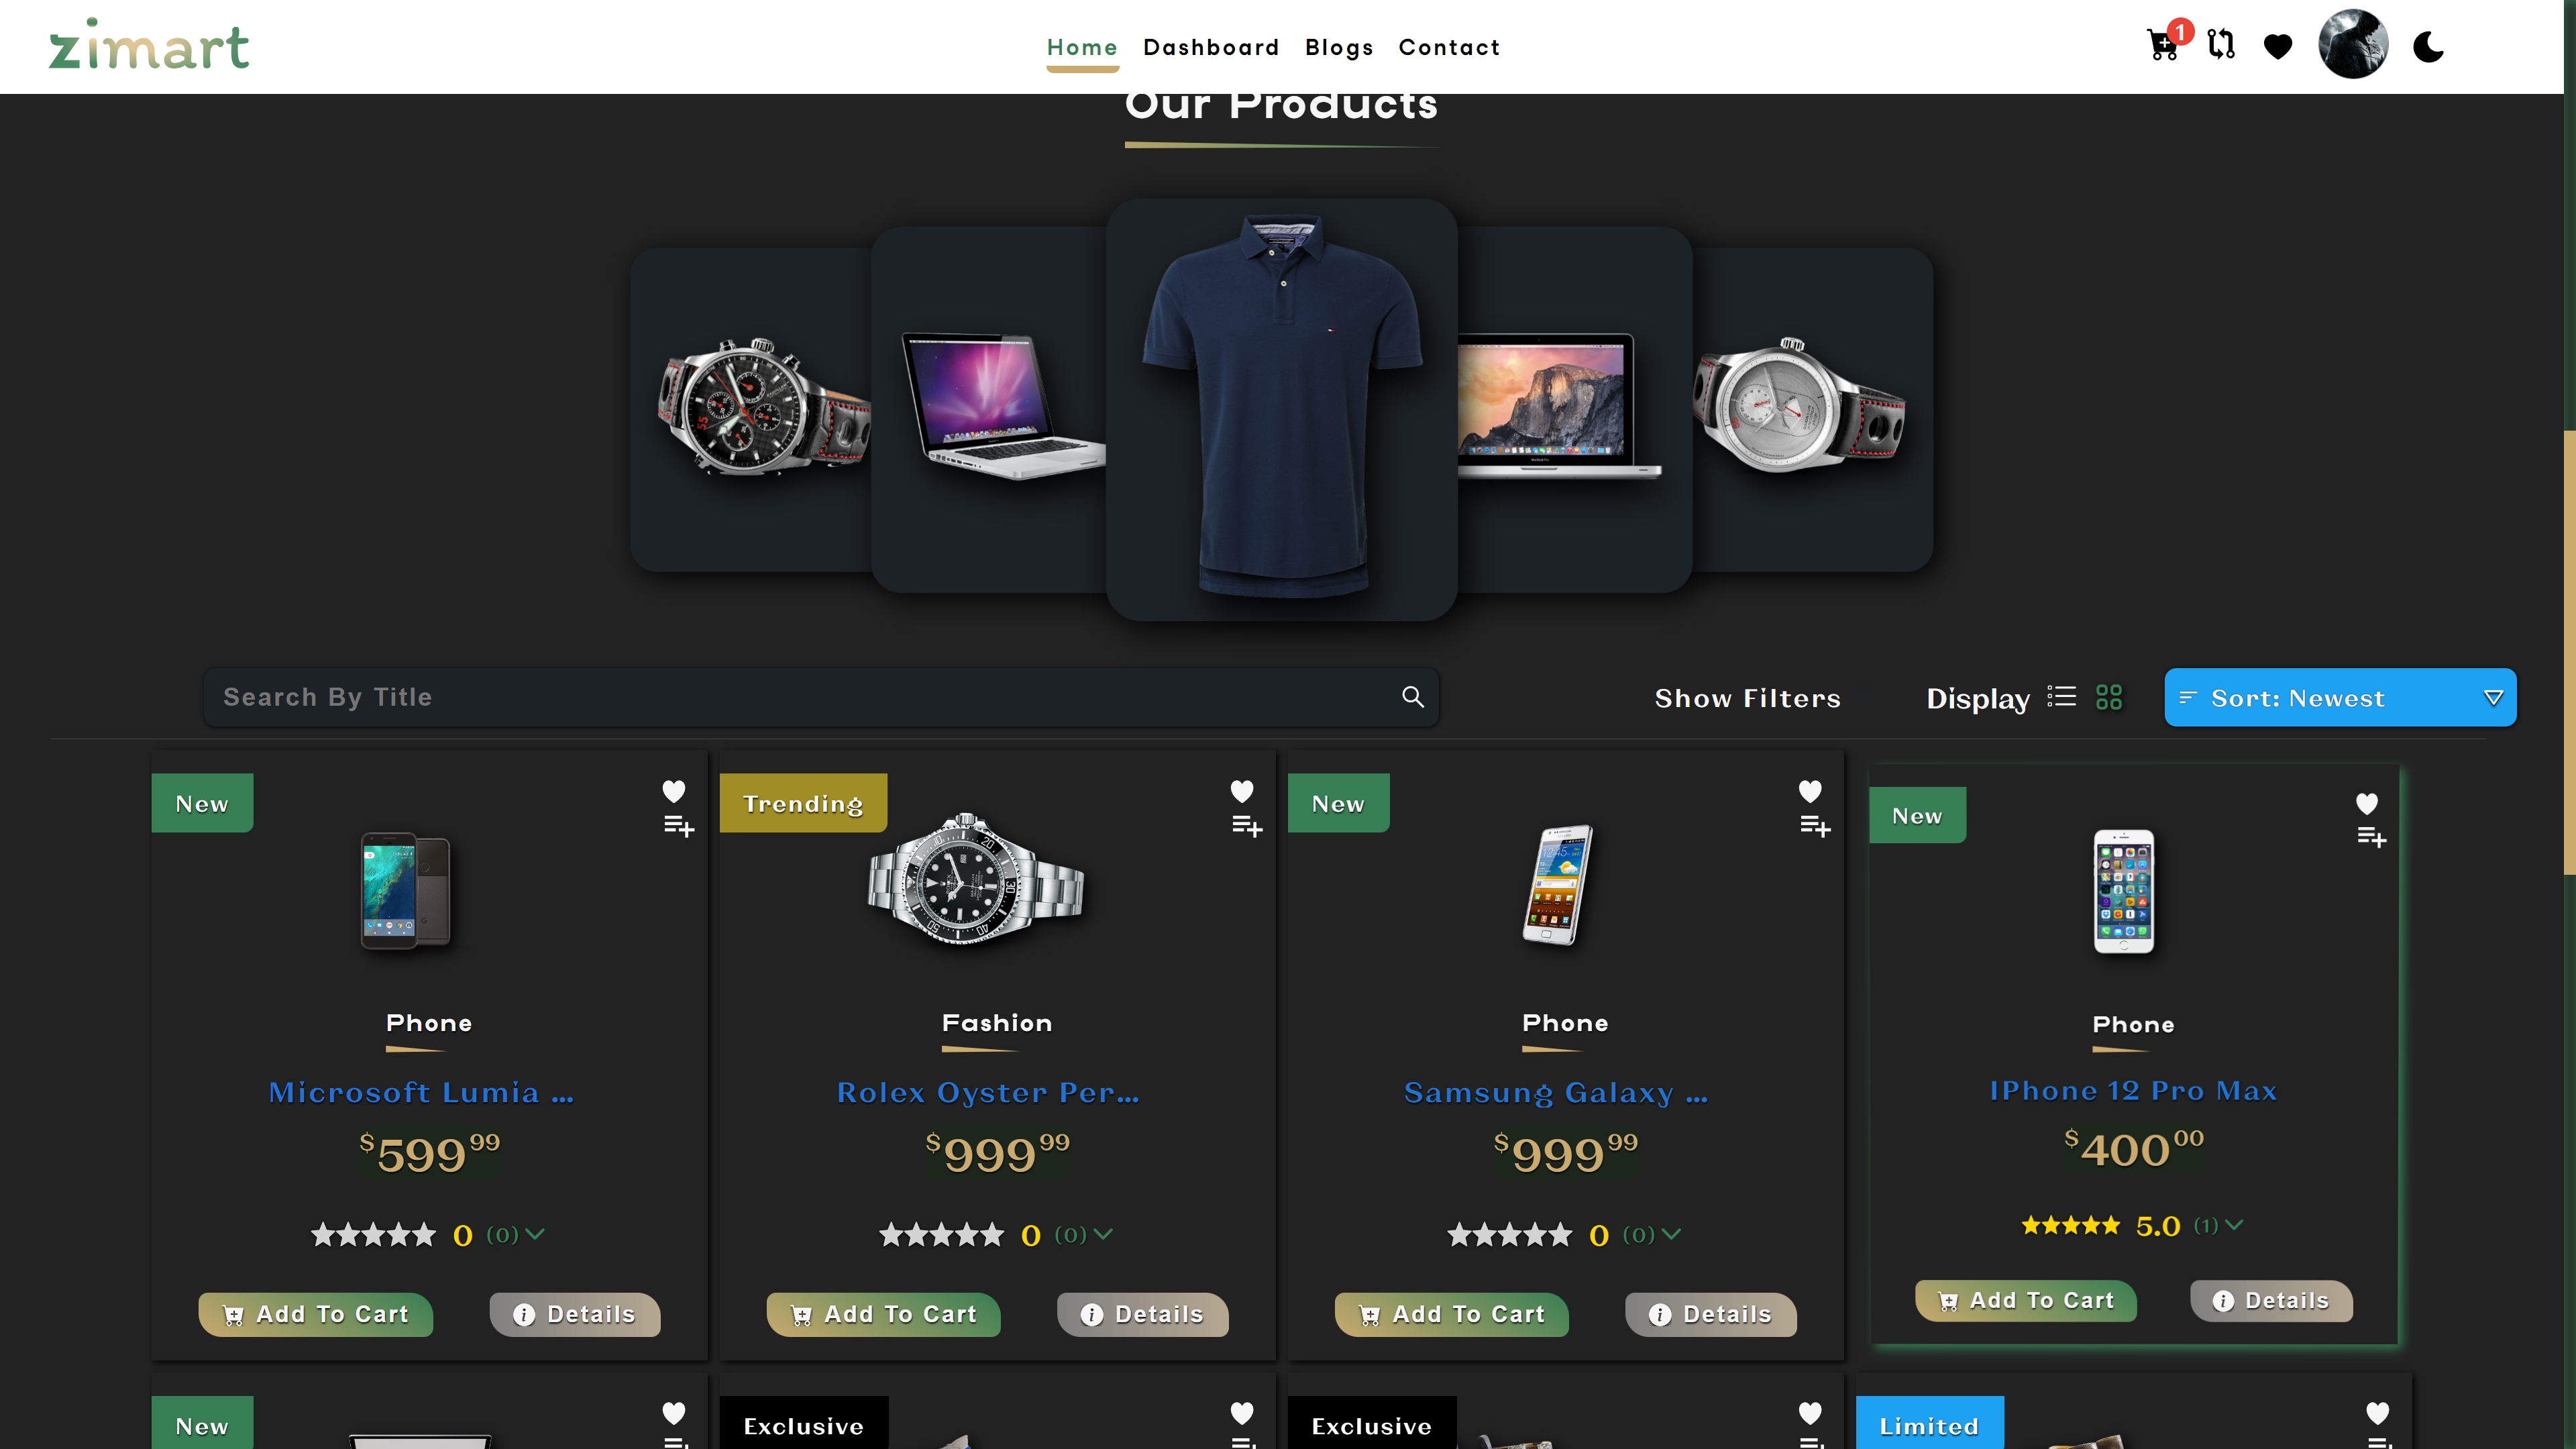 zimart
Home Dashboard Blogs Contact
1
Our Products
Search By Title
Show Filters
Display
Sort: Newest
New
Trending
New
New
Phone
Fashion
Phone
Phone
Microsoft Lumia ...
Rolex Oyster Per...
Samsung Galaxy ...
IPhone 12 Pro Max
$599 99
$999 99
$999 99
$400 00
0 (0)
0 (0)
0 (0)
5.0 (1)
Add To Cart Details
Add To Cart Details
Add To Cart Details
Add To Cart Details
New
Exclusive
Exclusive
Limited